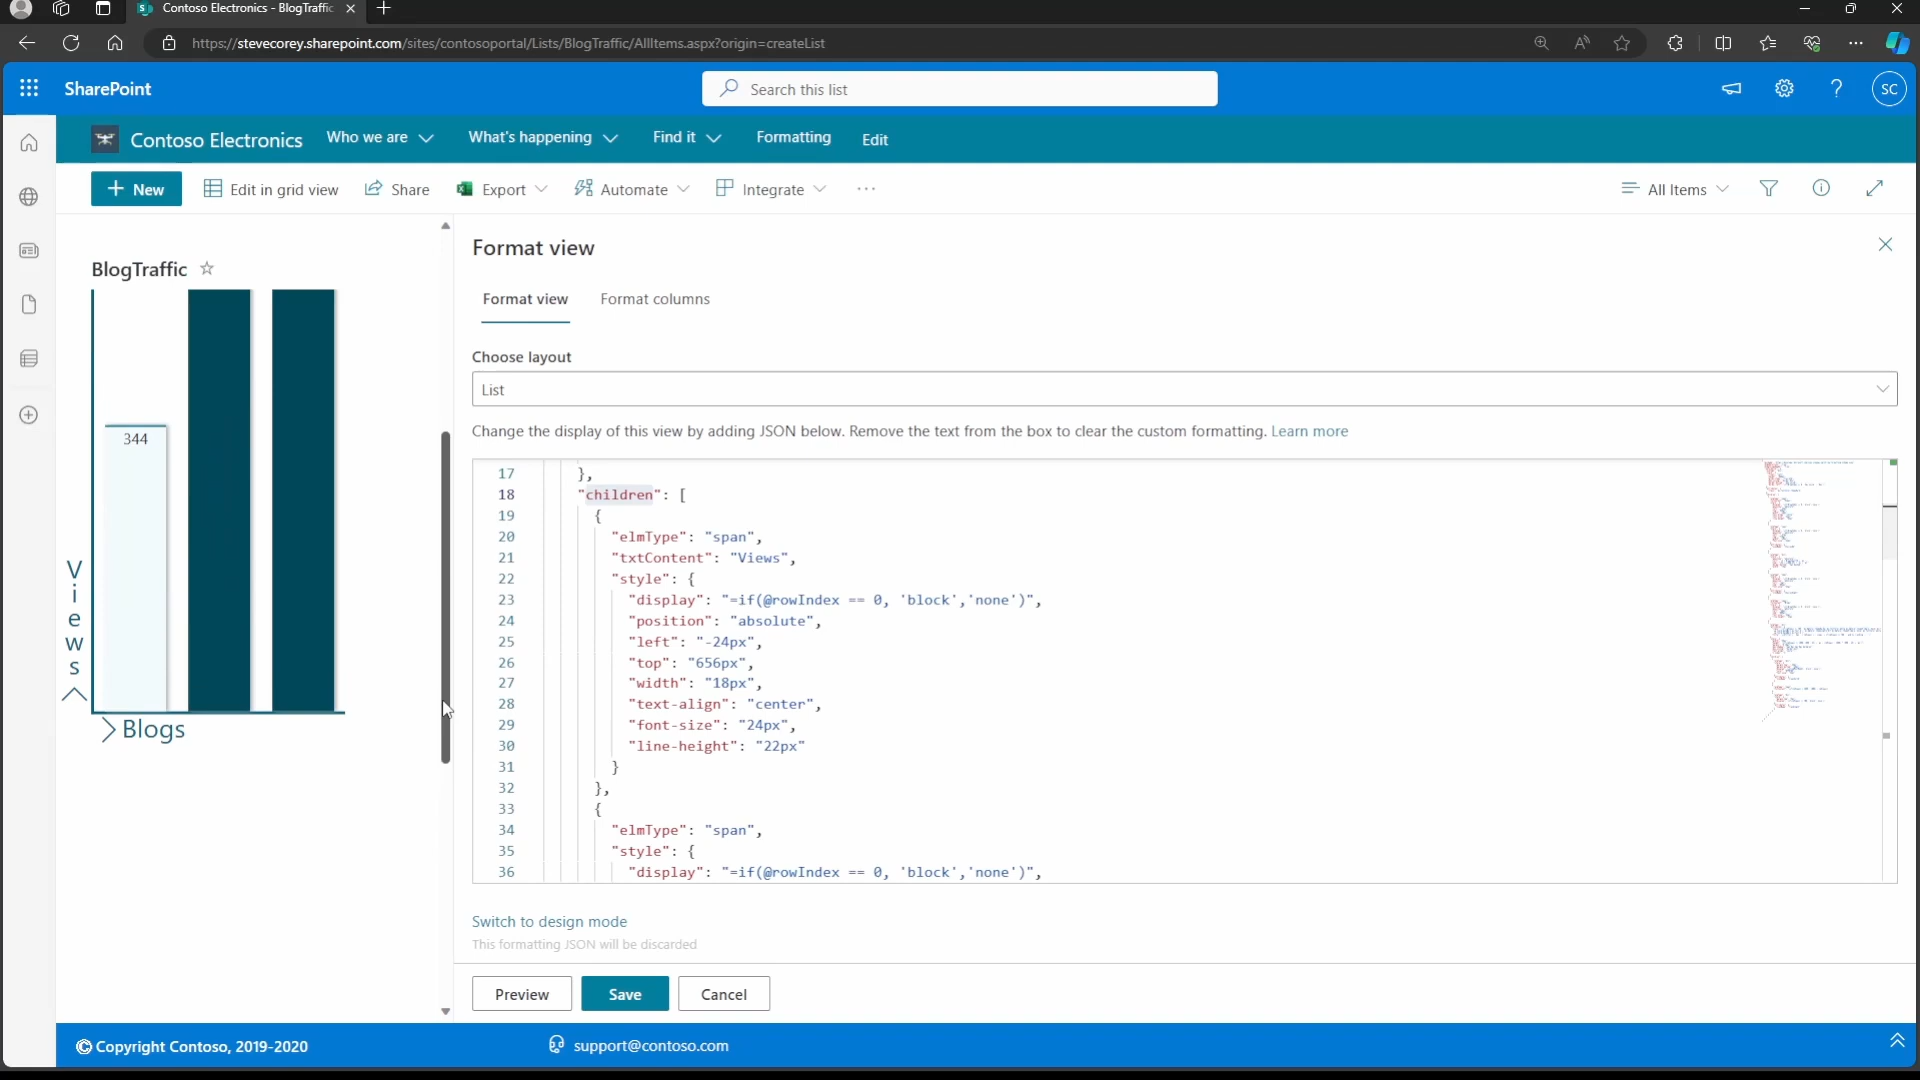 Contoso Electronics - BlogTraffic
https://stevecorey.sharepoint.com/sites/contosoportal/Lists/BlogTraffic/AllItems.aspx?origin=createList
SharePoint
Search this list
SC
Contoso Electronics
Who we are
What's happening
Find it
Formatting
Edit
New
Edit in grid view
Share
Export
Automate
Integrate
All Items
BlogTraffic
344
Views
Blogs
Format view
Format view
Format columns
Choose layout
List
Change the display of this view by adding JSON below. Remove the text from the box to clear the custom formatting. Learn more
17 },
18 "children": [
19 {
20 "elmType": "span",
21 "txtContent": "Views",
22 "style": {
23 "display": "=if(@rowIndex == 0, 'block','none')",
24 "position": "absolute",
25 "left": "-24px",
26 "top": "656px",
27 "width": "18px",
28 "text-align": "center",
29 "font-size": "24px",
30 "line-height": "22px"
31 }
32 },
33 {
34 "elmType": "span",
35 "style": {
36 "display": "=if(@rowIndex == 0, 'block','none')",
Switch to design mode
This formatting JSON will be discarded
Preview
Save
Cancel
© Copyright Contoso, 2019-2020
support@contoso.com